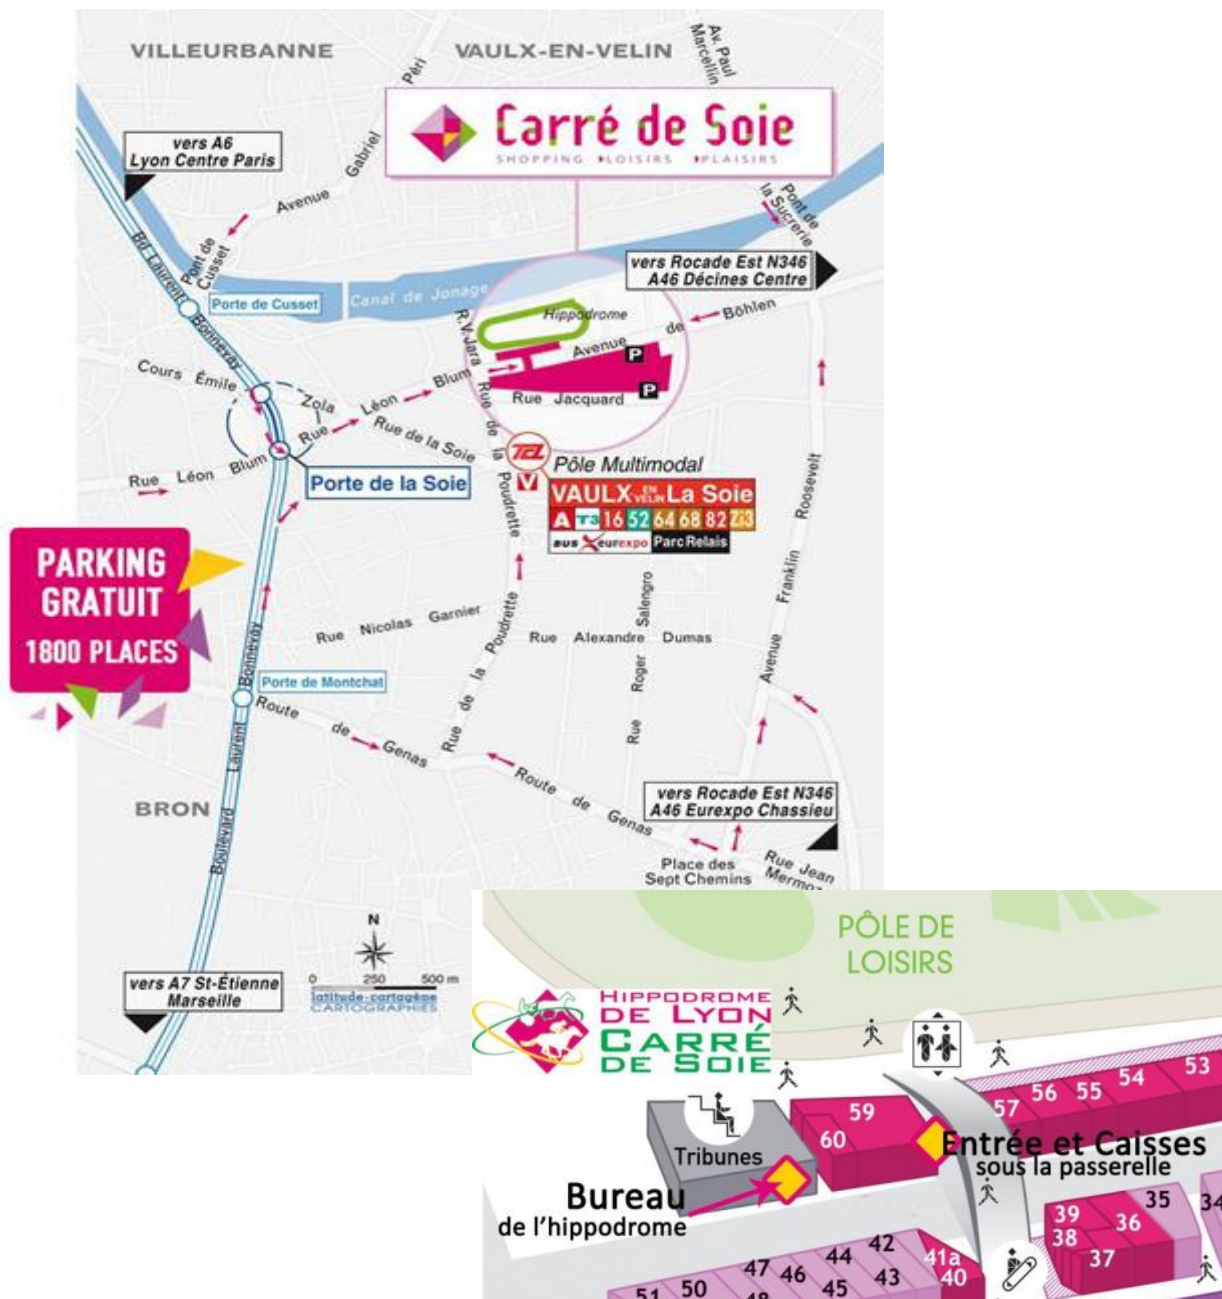 VILLEURBANNE
VAULX-EN-VELIN
Av. Paul
Marcellin
Carré de Soie
SHOPPING LOISIRS PLAISIRS
vers A6
Lyon Centre Paris
Avenue Gabriel Péri
Pont de
la Sucrerie
Pont de
Cusset
vers Rocade Est N346
A46 Décines Centre
Bd Laurent Bonnevay
Porte de Cusset
Canal de Jonage
Hippodrome
R.V.Jara
Avenue de Böhlen
P
P
Cours Émile Zola
Rue Léon Blum
Rue Léon Blum
Rue Jacquard
Rue de la Soie
Rue de la Poudrette
Porte de la Soie
TCL
V
Pôle Multimodal
VAULX EN VELIN La Soie
A T3 16 52 64 68 82 Zi3
BUS eurexpo Parc Relais
PARKING
GRATUIT
1800 PLACES
Rue Nicolas Garnier
Rue Alexandre Dumas
Rue Roger Salengro
Avenue Franklin Roosevelt
Rue de la Poudrette
Porte de Montchat
Route de Genas
Route de Genas
Boulevard Laurent Bonnevay
vers Rocade Est N346
A46 Eurexpo Chassieu
BRON
Place des
Sept Chemins
Rue Jean
N
0 250 500 m
latitude-cartagène
CARTOGRAPHIES
vers A7 St-Étienne
Marseille
PÔLE DE
LOISIRS
HIPPODROME
DE LYON
CARRÉ
DE SOIE
53
54
55
56
57
59
60
Tribunes
Entrée et Caisses
sous la passerelle
Bureau
de l'hippodrome
34
35
36
37
38
39
40
41a
42
43
44
45
46
47
48
50
51